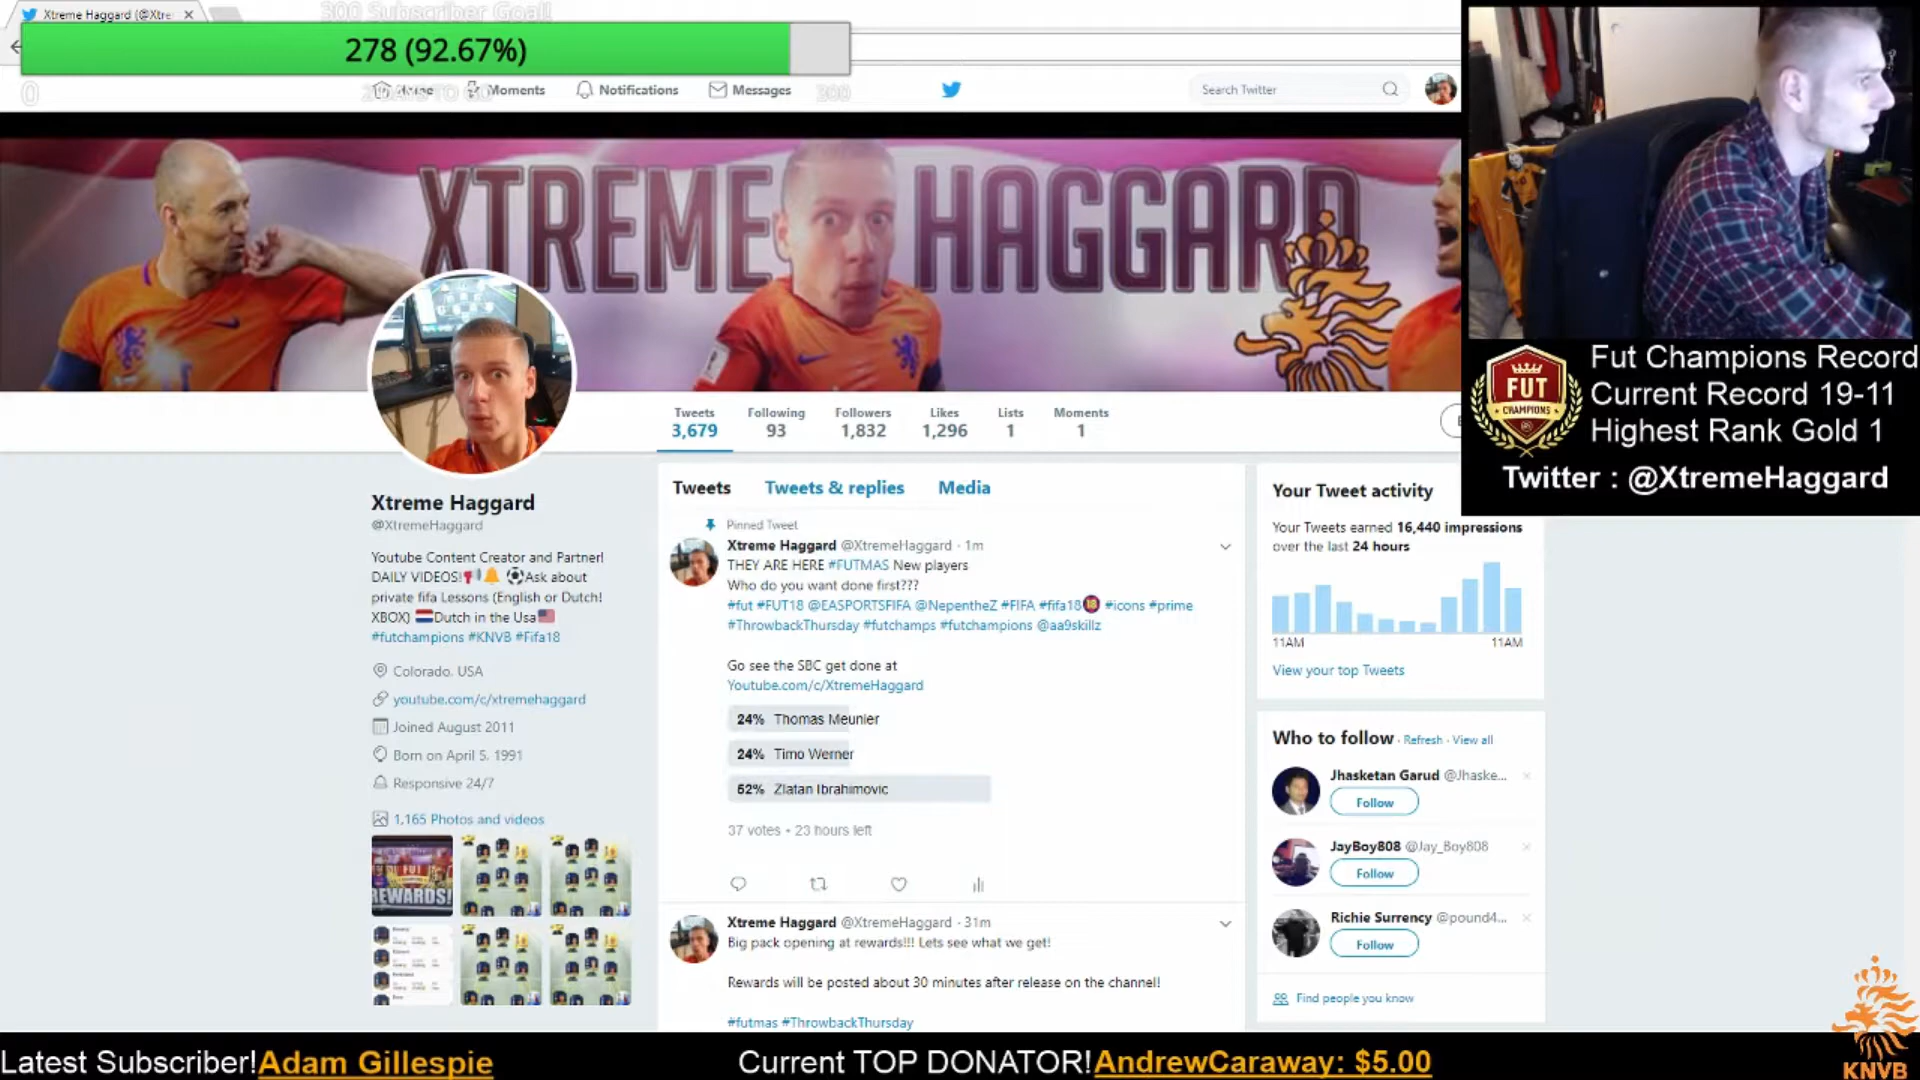 Xtreme Haggard (@Xtre
300 Subscriber Goal!
278 (92.67%)
0
300
Home
Moments
Notifications
Messages
Search Twitter
XTREME HAGGARD
Tweets
3,679
Following
93
Followers
1,832
Likes
1,296
Lists
1
Moments
1
Xtreme Haggard
@XtremeHaggard
Youtube Content Creator and Partner!
DAILY VIDEOS! Ask about
private fifa Lessons (English or Dutch!
XBOX) Dutch in the Usa
#futchampions #KNVB #Fifa18
Colorado, USA
youtube.com/c/xtremehaggard
Joined August 2011
Born on April 5, 1991
Responsive 24/7
1,165 Photos and videos
FUT
REWARDS!
Tweets Tweets & replies Media
Pinned Tweet
Xtreme Haggard @XtremeHaggard · 1m
THEY ARE HERE #FUTMAS New players
Who do you want done first???
#fut #FUT18 @EASPORTSFIFA @NepentheZ #FIFA #fifa18 #icons #prime
#ThrowbackThursday #futchamps #futchampions @aa9skillz
Go see the SBC get done at
Youtube.com/c/XtremeHaggard
24% Thomas Meunier
24% Timo Werner
52% Zlatan Ibrahimovic
37 votes • 23 hours left
Xtreme Haggard @XtremeHaggard · 31m
Big pack opening at rewards!!! Lets see what we get!
Rewards will be posted about 30 minutes after release on the channel!
#futmas #ThrowbackThursday
Your Tweet activity
Your Tweets earned 16,440 impressions
over the last 24 hours
11AM
11AM
View your top Tweets
Who to follow · Refresh · View all
Jhasketan Garud @Jhaske...
Follow
JayBoy808 @Jay_Boy808
Follow
Richie Surrency @pound4...
Follow
Find people you know
FUT
CHAMPIONS
Fut Champions Record
Current Record 19-11
Highest Rank Gold 1
Twitter : @XtremeHaggard
Latest Subscriber!Adam Gillespie
Current TOP DONATOR!AndrewCaraway: $5.00
KNVB